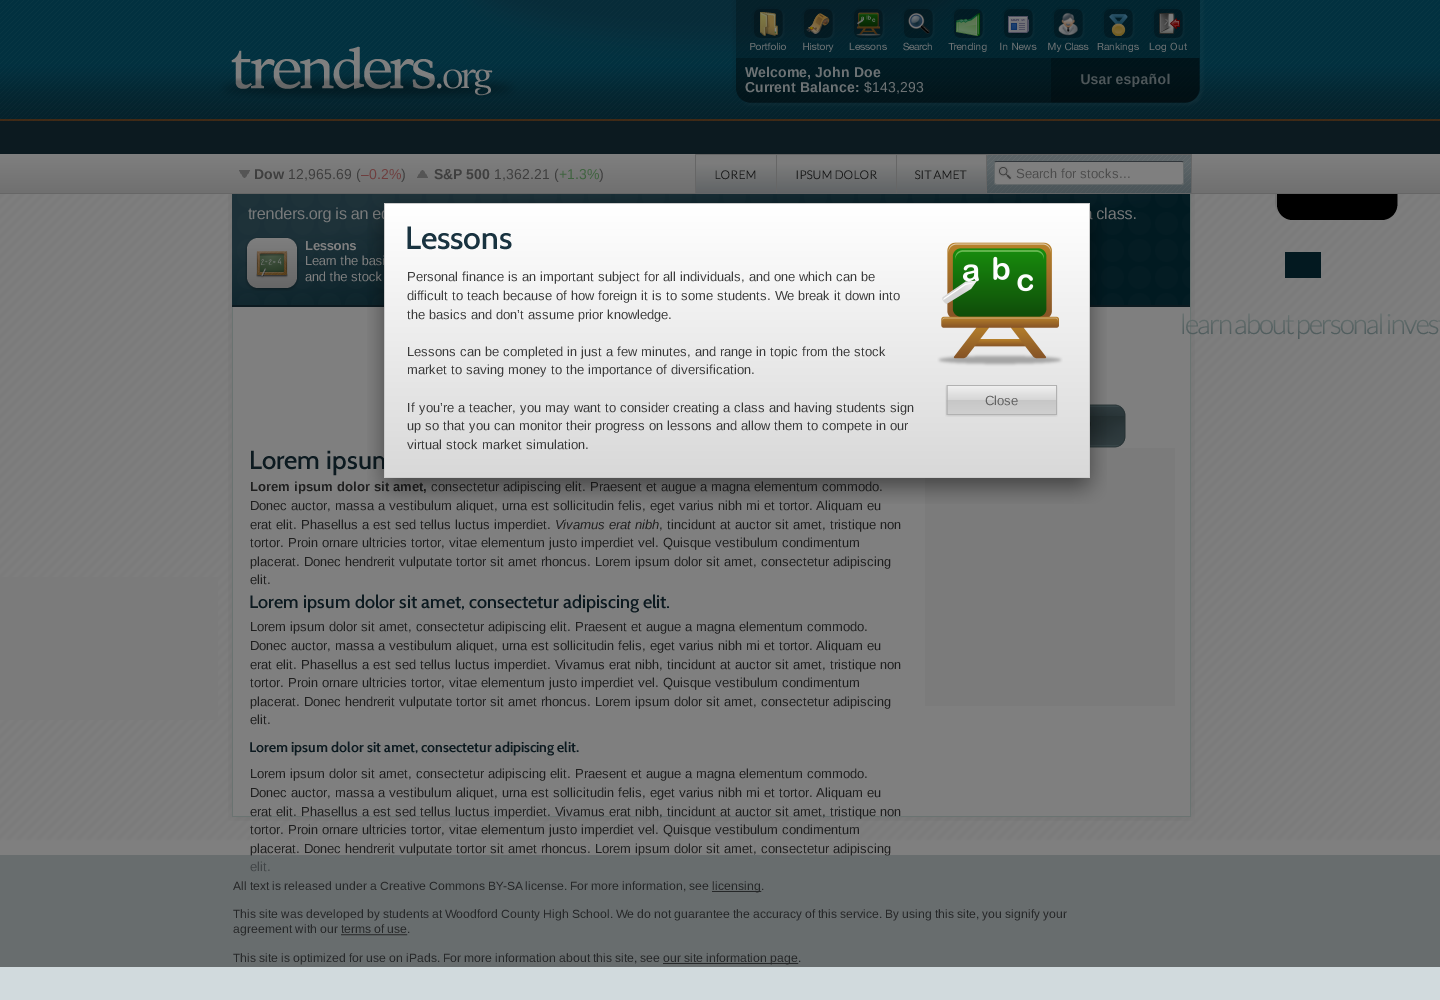 Portfolio History Lessons Search Trending In News My Class Rankings Log Out
trenders.org
Welcome, John Doe
Current Balance: $143,293
Usar español
Dow 12,965.69 (–0.2%) S&P 500 1,362.21 (+1.3%)
LOREM IPSUM DOLOR SIT AMET
Search for stocks...
trenders.org is an
class.
Lessons
Learn the
and the stock
Lessons
Personal finance is an important subject for all individuals, and one which can be
difficult to teach because of how foreign it is to some students. We break it down into
the basics and don’t assume prior knowledge.
Lessons can be completed in just a few minutes, and range in topic from the stock
market to saving money to the importance of diversification.
If you’re a teacher, you may want to consider creating a class and having students sign
up so that you can monitor their progress on lessons and allow them to compete in our
virtual stock market simulation.
a b c
Close
learn about personal inves
Lorem ipsum
Lorem ipsum dolor sit amet, consectetur adipiscing elit. Praesent et augue a magna elementum commodo.
Donec auctor, massa a vestibulum aliquet, urna est sollicitudin felis, eget varius nibh mi et tortor. Aliquam eu
erat elit. Phasellus a est sed tellus luctus imperdiet. Vivamus erat nibh, tincidunt at auctor sit amet, tristique non
tortor. Proin ornare ultricies tortor, vitae elementum justo imperdiet vel. Quisque vestibulum condimentum
placerat. Donec hendrerit vulputate tortor sit amet rhoncus. Lorem ipsum dolor sit amet, consectetur adipiscing
elit.
Lorem ipsum dolor sit amet, consectetur adipiscing elit.
Lorem ipsum dolor sit amet, consectetur adipiscing elit. Praesent et augue a magna elementum commodo.
Donec auctor, massa a vestibulum aliquet, urna est sollicitudin felis, eget varius nibh mi et tortor. Aliquam eu
erat elit. Phasellus a est sed tellus luctus imperdiet. Vivamus erat nibh, tincidunt at auctor sit amet, tristique non
tortor. Proin ornare ultricies tortor, vitae elementum justo imperdiet vel. Quisque vestibulum condimentum
placerat. Donec hendrerit vulputate tortor sit amet rhoncus. Lorem ipsum dolor sit amet, consectetur adipiscing
elit.
Lorem ipsum dolor sit amet, consectetur adipiscing elit.
Lorem ipsum dolor sit amet, consectetur adipiscing elit. Praesent et augue a magna elementum commodo.
Donec auctor, massa a vestibulum aliquet, urna est sollicitudin felis, eget varius nibh mi et tortor. Aliquam eu
erat elit. Phasellus a est sed tellus luctus imperdiet. Vivamus erat nibh, tincidunt at auctor sit amet, tristique non
tortor. Proin ornare ultricies tortor, vitae elementum justo imperdiet vel. Quisque vestibulum condimentum
placerat. Donec hendrerit vulputate tortor sit amet rhoncus. Lorem ipsum dolor sit amet, consectetur adipiscing
elit.
All text is released under a Creative Commons BY-SA license. For more information, see licensing.
This site was developed by students at Woodford County High School. We do not guarantee the accuracy of this service. By using this site, you signify your
agreement with our terms of use.
This site is optimized for use on iPads. For more information about this site, see our site information page.